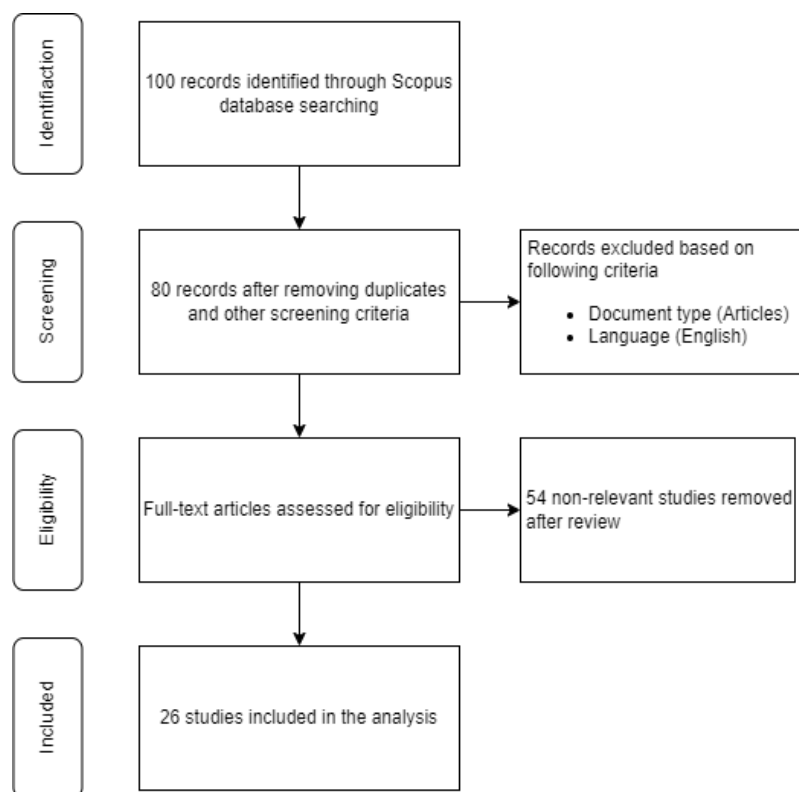 Identifiaction
100 records identified through Scopus
database searching
Screening
80 records after removing duplicates
and other screening criteria
Records excluded based on
following criteria
• Document type (Articles)
• Language (English)
Eligibility
Full-text articles assessed for eligibility
54 non-relevant studies removed
after review
Included
26 studies included in the analysis